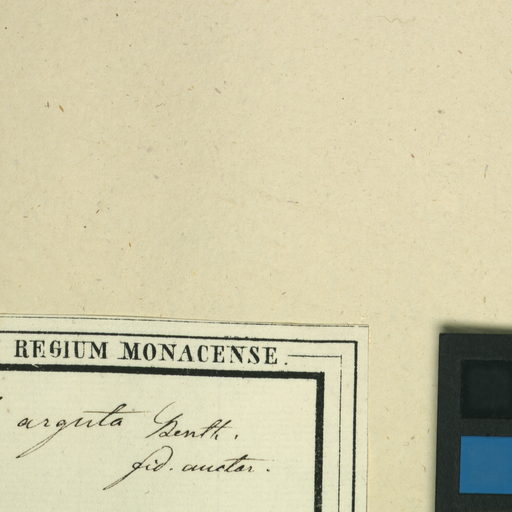 REGIUM MONACENSE.
arguta Benth.
fid. auctor.